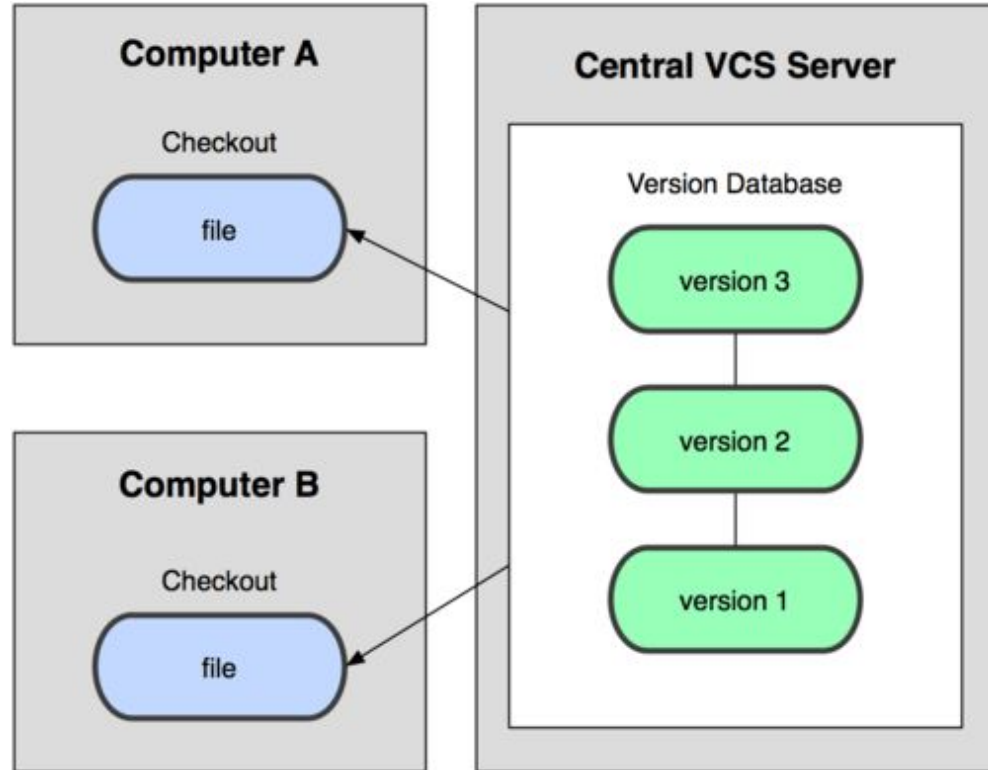 Computer A
Checkout
file
Computer B
Checkout
file
Central VCS Server
Version Database
version 3
version 2
version 1